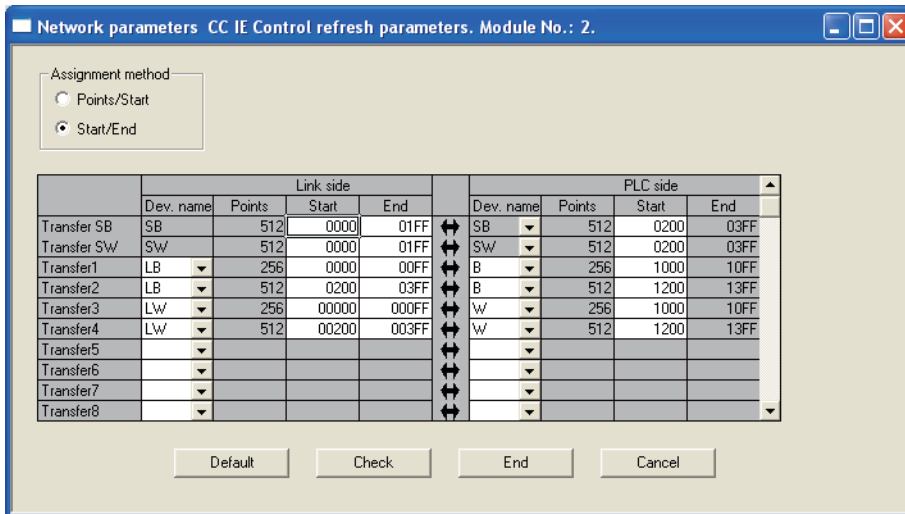 Network parameters CC IE Control refresh parameters. Module No.: 2.
Assignment method
Points/Start
Start/End
Link side PLC side
Dev. name Points Start End Dev. name Points Start End
Transfer SB SB 512 0000 01FF SB 512 0200 03FF
Transfer SW SW 512 0000 01FF SW 512 0200 03FF
Transfer1 LB 256 0000 00FF B 256 1000 10FF
Transfer2 LB 512 0200 03FF B 512 1200 13FF
Transfer3 LW 256 00000 000FF W 256 1000 10FF
Transfer4 LW 512 00200 003FF W 512 1200 13FF
Transfer5
Transfer6
Transfer7
Transfer8
Default Check End Cancel